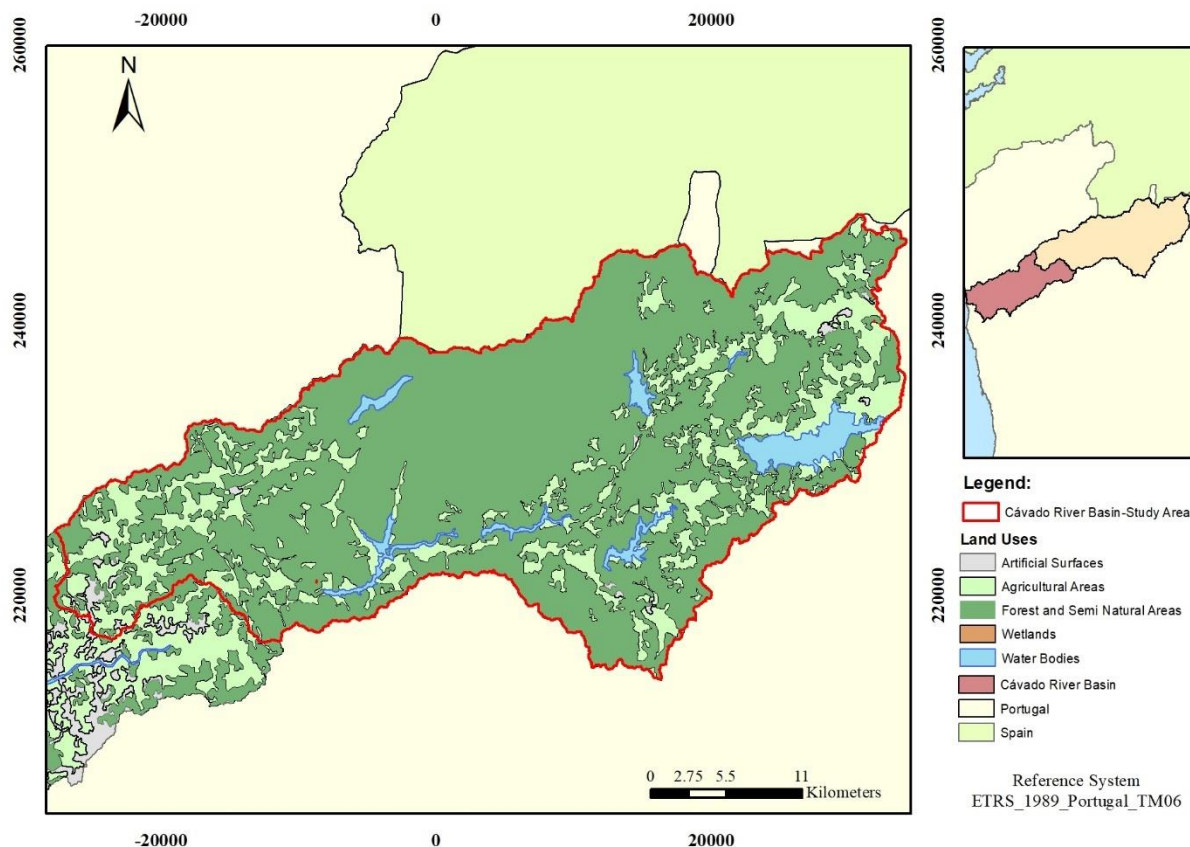 -20000 0 20000
260000
240000
220000
N
0 2.75 5.5 11
Kilometers
-20000 0 20000
260000
240000
220000
Legend:
Cávado River Basin-Study Area
Land Uses
Artificial Surfaces
Agricultural Areas
Forest and Semi Natural Areas
Wetlands
Water Bodies
Cávado River Basin
Portugal
Spain
Reference System
ETRS_1989_Portugal_TM06